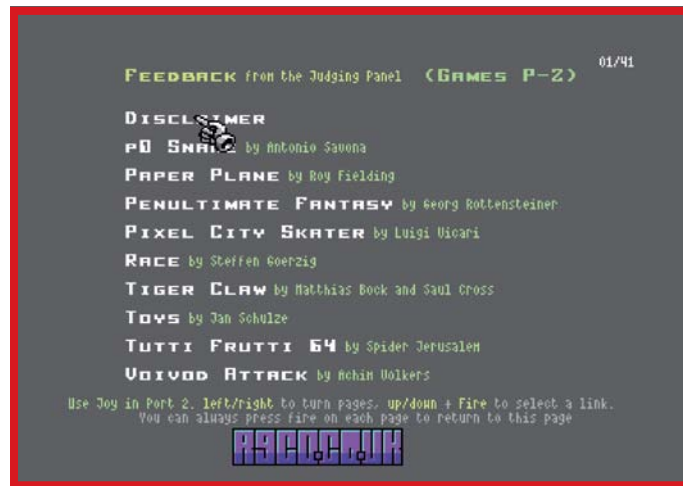 01/41
FEEDBACK from the Judging Panel (GAMES P-Z)
DISCLAIMER
P0 SNAKE by Antonio Savona
PAPER PLANE by Roy Fielding
PENULTIMATE FANTASY by Georg Rottensteiner
PIXEL CITY SKATER by Luigi Vicari
RACE by Steffen Goerzig
TIGER CLAW by Matthias Bock and Saul Cross
TOYS by Jan Schulze
TUTTI FRUTTI 64 by Spider Jerusalem
VOIVOD ATTACK by Achim Volkers
Use Joy in Port 2. left/right to turn pages, up/down + Fire to select a link.
You can always press fire on each page to return to this page
RGCD.CO.UK